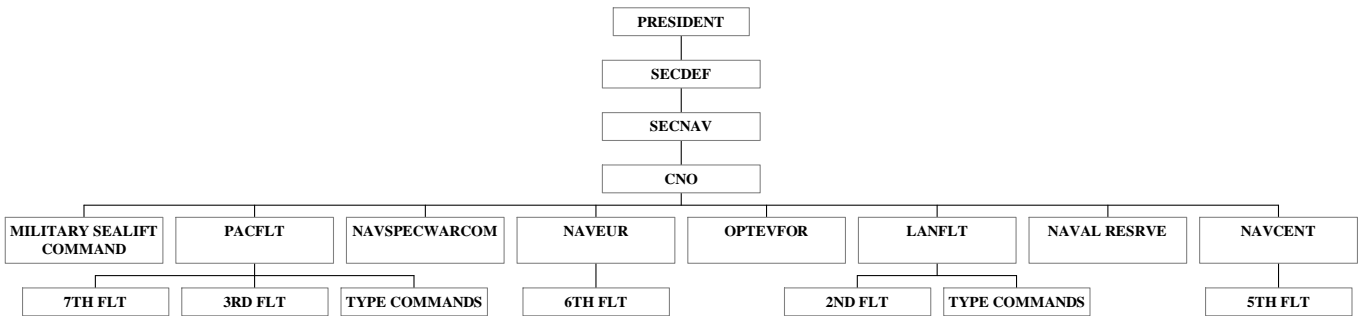 PRESIDENT
SECDEF
SECNAV
CNO
MILITARY SEALIFT
COMMAND
PACFLT
NAVSPECWARCOM
NAVEUR
OPTEVFOR
LANFLT
NAVAL RESRVE
NAVCENT
7TH FLT
3RD FLT
TYPE COMMANDS
6TH FLT
2ND FLT
TYPE COMMANDS
5TH FLT